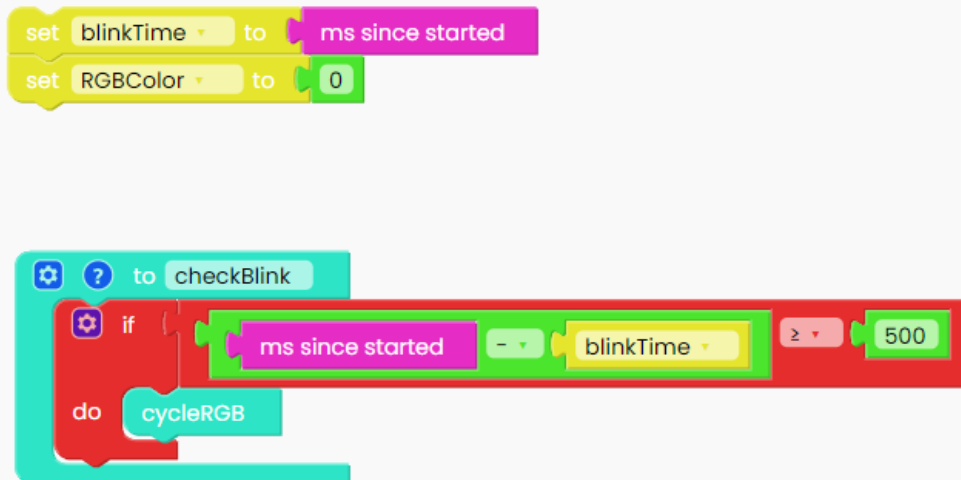 set blinkTime to ms since started
set RGBColor to 0
? to checkBlink
if ms since started - blinkTime ≥ 500
do cycleRGB